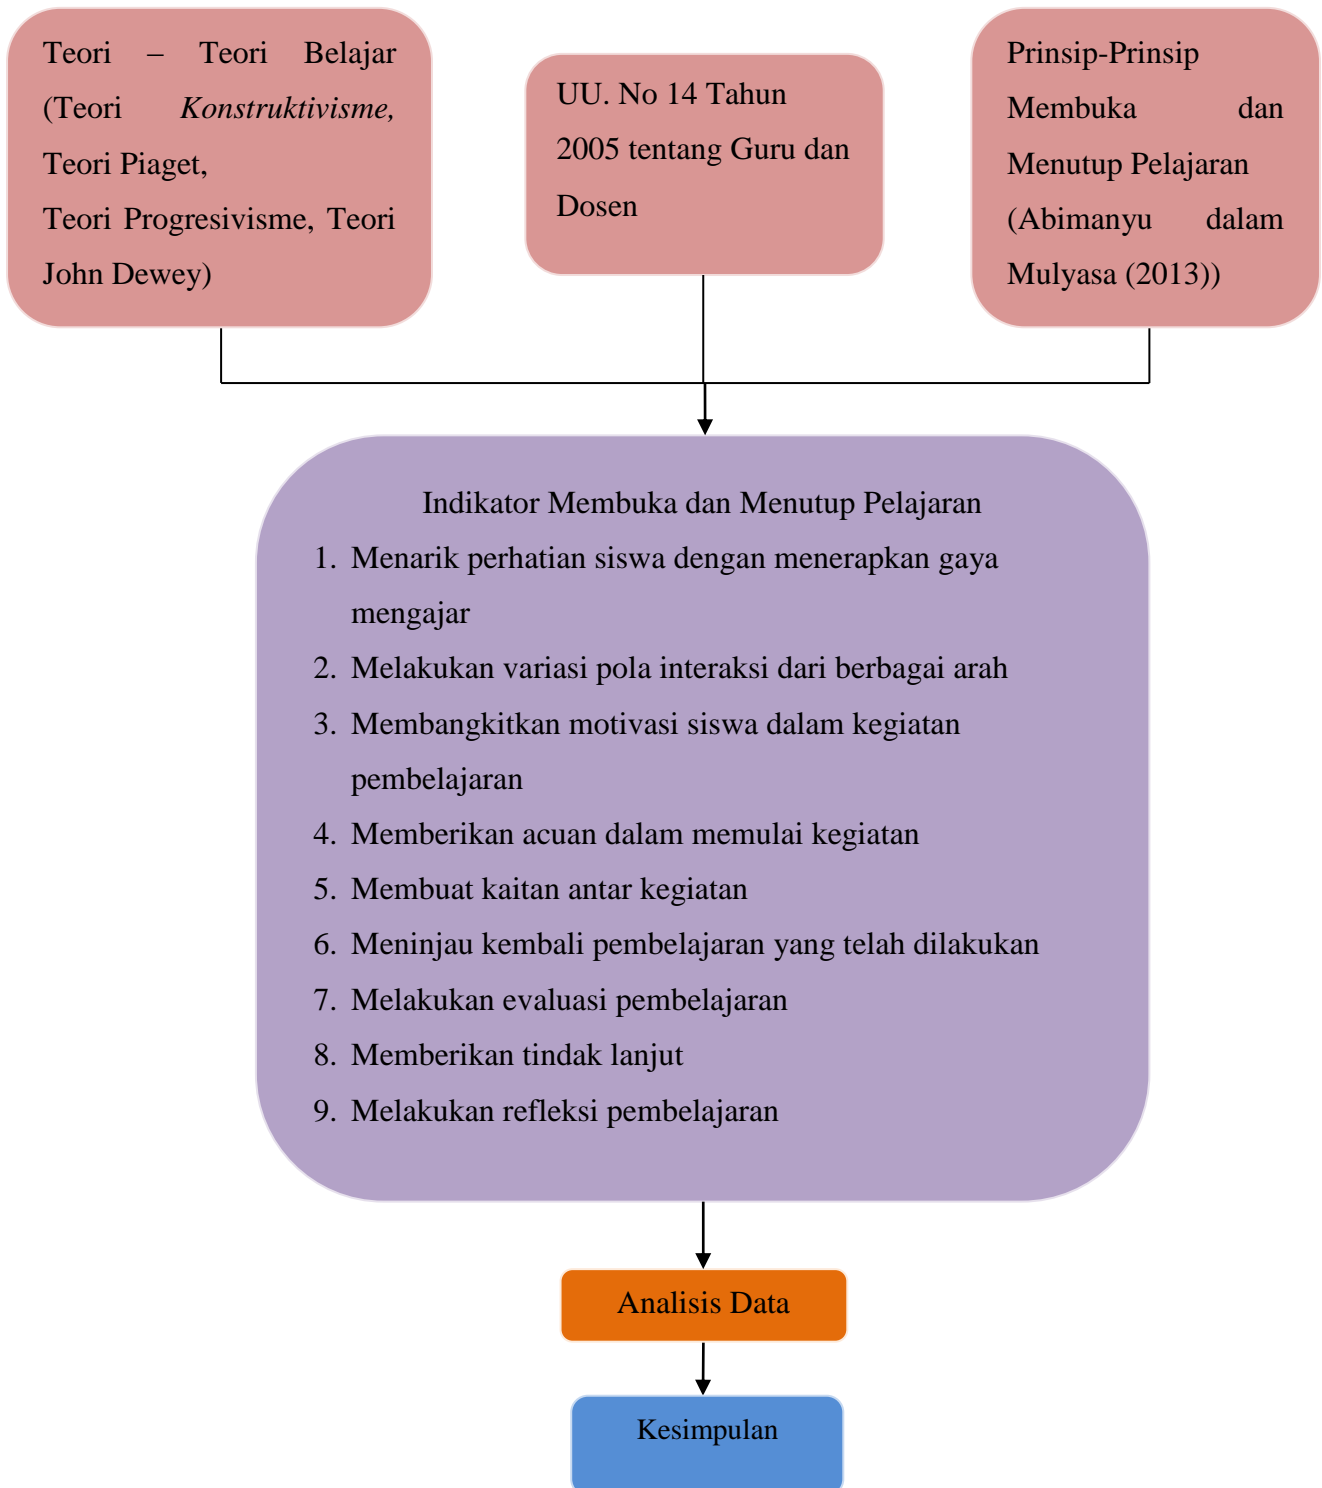 Teori – Teori Belajar
(Teori Konstruktivisme,
Teori Piaget,
Teori Progresivisme, Teori
John Dewey)
UU. No 14 Tahun
2005 tentang Guru dan
Dosen
Prinsip-Prinsip
Membuka dan
Menutup Pelajaran
(Abimanyu dalam
Mulyasa (2013))
Indikator Membuka dan Menutup Pelajaran
1. Menarik perhatian siswa dengan menerapkan gaya
mengajar
2. Melakukan variasi pola interaksi dari berbagai arah
3. Membangkitkan motivasi siswa dalam kegiatan
pembelajaran
4. Memberikan acuan dalam memulai kegiatan
5. Membuat kaitan antar kegiatan
6. Meninjau kembali pembelajaran yang telah dilakukan
7. Melakukan evaluasi pembelajaran
8. Memberikan tindak lanjut
9. Melakukan refleksi pembelajaran
Analisis Data
Kesimpulan